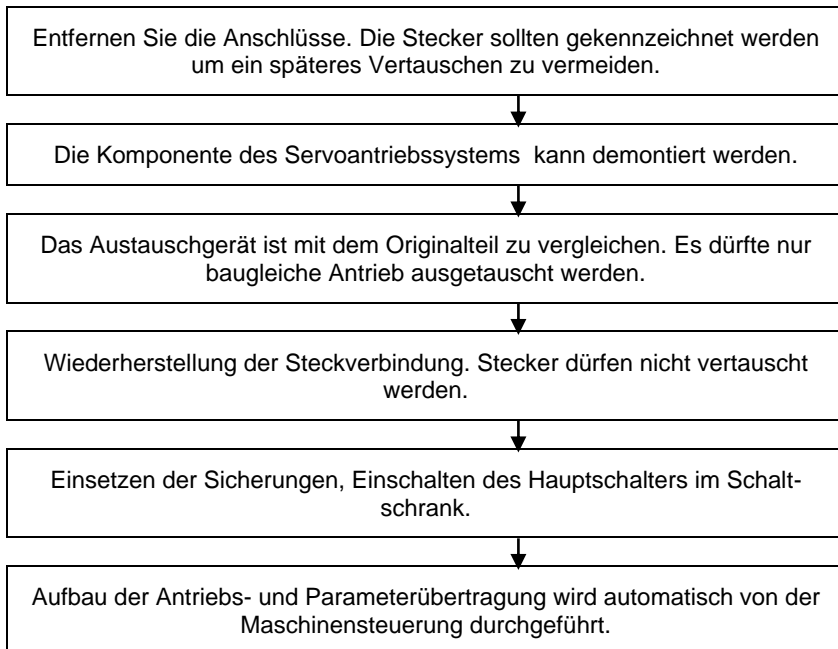 Entfernen Sie die Anschlüsse. Die Stecker sollten gekennzeichnet werden
um ein späteres Vertauschen zu vermeiden.
Die Komponente des Servoantriebssystems  kann demontiert werden.
Das Austauschgerät ist mit dem Originalteil zu vergleichen. Es dürfte nur
baugleiche Antrieb ausgetauscht werden.
Wiederherstellung der Steckverbindung. Stecker dürfen nicht vertauscht
werden.
Einsetzen der Sicherungen, Einschalten des Hauptschalters im Schalt-
schrank.
Aufbau der Antriebs- und Parameterübertragung wird automatisch von der
Maschinensteuerung durchgeführt.